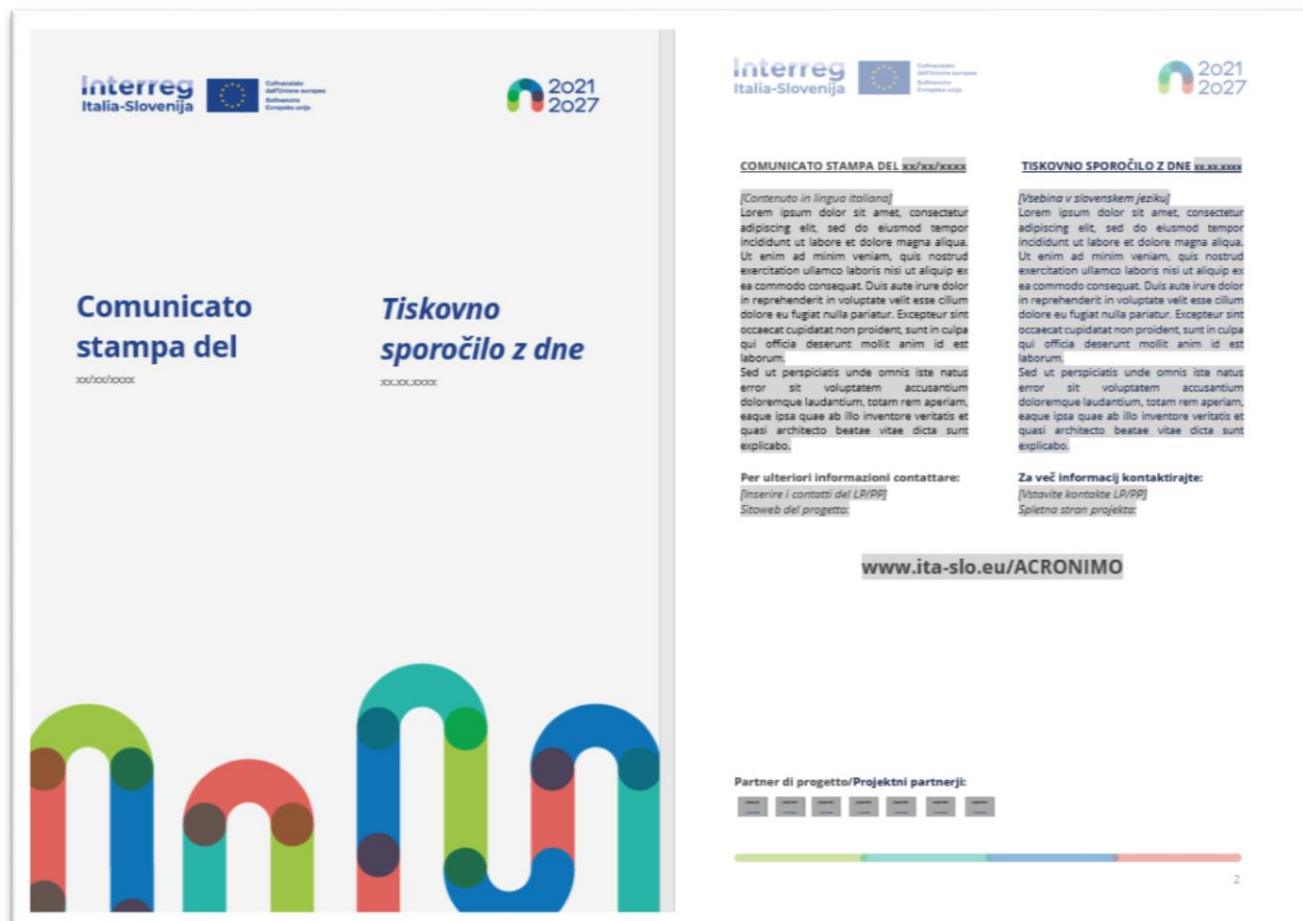 Interreg
Italia-Slovenija
Cofinanziato
dall'Unione europea
Sofinancira
Evropska unija
2021
2027
Comunicato
stampa del
xx/xx/xxxx
Tiskovno
sporočilo z dne
xx.xx.xxxx
Interreg
Italia-Slovenija
Cofinanziato
dall'Unione europea
Sofinancira
Evropska unija
2021
2027
COMUNICATO STAMPA DEL xx/xx/xxxx
[Contenuto in lingua italiana]
Lorem ipsum dolor sit amet, consectetur
adipiscing elit, sed do eiusmod tempor
incididunt ut labore et dolore magna aliqua.
Ut enim ad minim veniam, quis nostrud
exercitation ullamco laboris nisi ut aliquip ex
ea commodo consequat. Duis aute irure dolor
in reprehenderit in voluptate velit esse cillum
dolore eu fugiat nulla pariatur. Excepteur sint
occaecat cupidatat non proident, sunt in culpa
qui officia deserunt mollit anim id est
laborum.
Sed ut perspiciatis unde omnis iste natus
error sit voluptatem accusantium
doloremque laudantium, totam rem aperiam,
eaque ipsa quae ab illo inventore veritatis et
quasi architecto beatae vitae dicta sunt
explicabo.
Per ulteriori informazioni contattare:
[Inserire i contatti del LP/PP]
Sitoweb del progetto:
TISKOVNO SPOROČILO Z DNE xx.xx.xxxx
[Vsebina v slovenskem jeziku]
Lorem ipsum dolor sit amet, consectetur
adipiscing elit, sed do eiusmod tempor
incididunt ut labore et dolore magna aliqua.
Ut enim ad minim veniam, quis nostrud
exercitation ullamco laboris nisi ut aliquip ex
ea commodo consequat. Duis aute irure dolor
in reprehenderit in voluptate velit esse cillum
dolore eu fugiat nulla pariatur. Excepteur sint
occaecat cupidatat non proident, sunt in culpa
qui officia deserunt mollit anim id est
laborum.
Sed ut perspiciatis unde omnis iste natus
error sit voluptatem accusantium
doloremque laudantium, totam rem aperiam,
eaque ipsa quae ab illo inventore veritatis et
quasi architecto beatae vitae dicta sunt
explicabo.
Za več informacij kontaktirajte:
[Vstavite kontakte LP/PP]
Spletna stran projekta:
www.ita-slo.eu/ACRONIMO
Partner di progetto/Projektni partnerji:
2